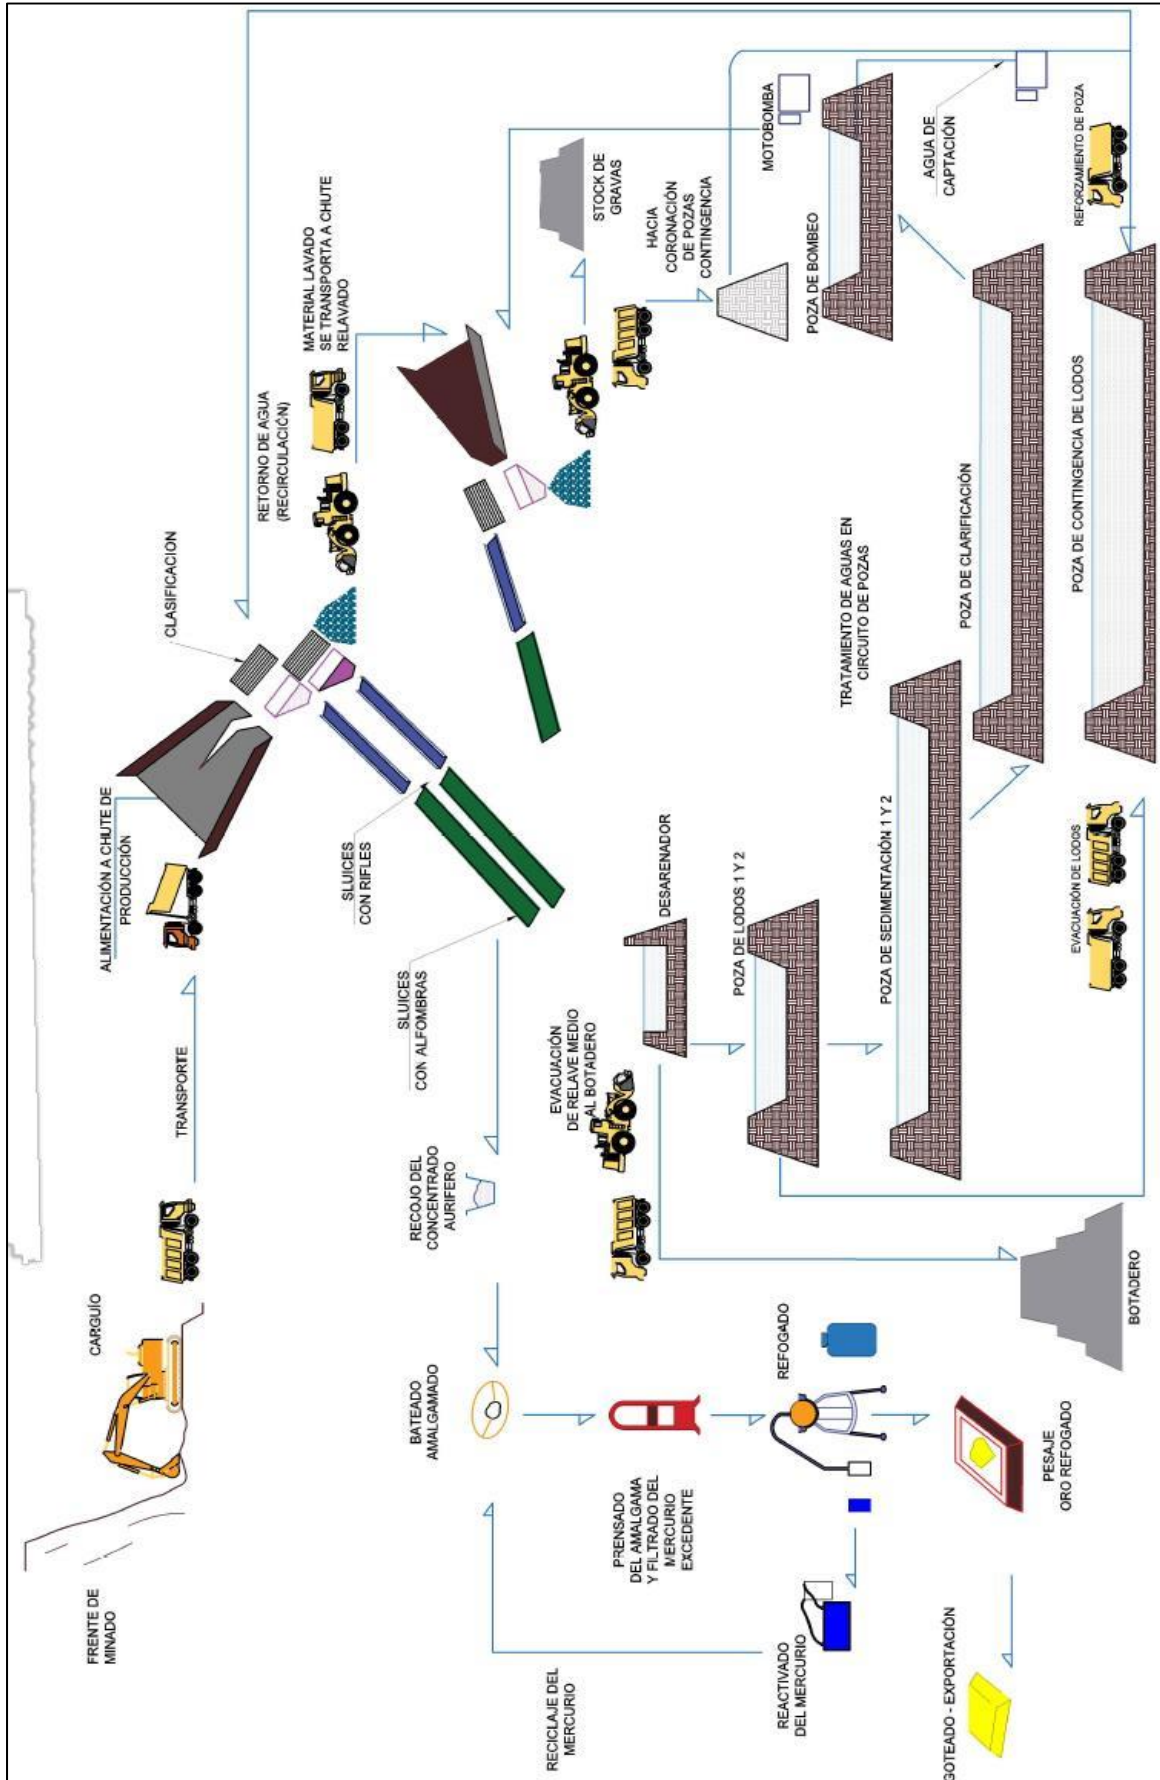 FRENTE DE
MINADO
CARGUÍO
TRANSPORTE
ALIMENTACIÓN A CHUTE DE
PRODUCCIÓN
CLASIFICACION
RETORNO DE AGUA
(RECIRCULACIÓN)
MATERIAL LAVADO
SE TRANSPORTA A CHUTE
RELAVADO
SLUICES
CON RIFLES
SLUICES
CON ALFOMBRAS
RECOJO DEL
CONCENTRADO
AURIFERO
BATEADO
AMALGAMADO
STOCK DE
GRAVAS
HACIA
CORONACIÓN
DE POZAS
CONTINGENCIA
MOTOBOMBA
POZA DE BOMBEO
AGUA DE
CAPTACIÓN
REFORZAMIENTO DE POZA
EVACUACIÓN
DE RELAVE MEDIO
AL BOTADERO
DESARENADOR
POZA DE LODOS 1 Y 2
TRATAMIENTO DE AGUAS EN
CIRCUITO DE POZAS
POZA DE SEDIMENTACIÓN 1 Y 2
POZA DE CLARIFICACIÓN
POZA DE CONTINGENCIA DE LODOS
EVACUACIÓN DE LODOS
BOTADERO
PRENSADO
DEL AMALGAMA
Y FILTRADO DEL
MERCURIO
EXCEDENTE
REFOGADO
RECICLAJE DEL
MERCURIO
REACTIVADO
DEL MERCURIO
PESAJE
ORO REFOGADO
GOTEADO - EXPORTACIÓN